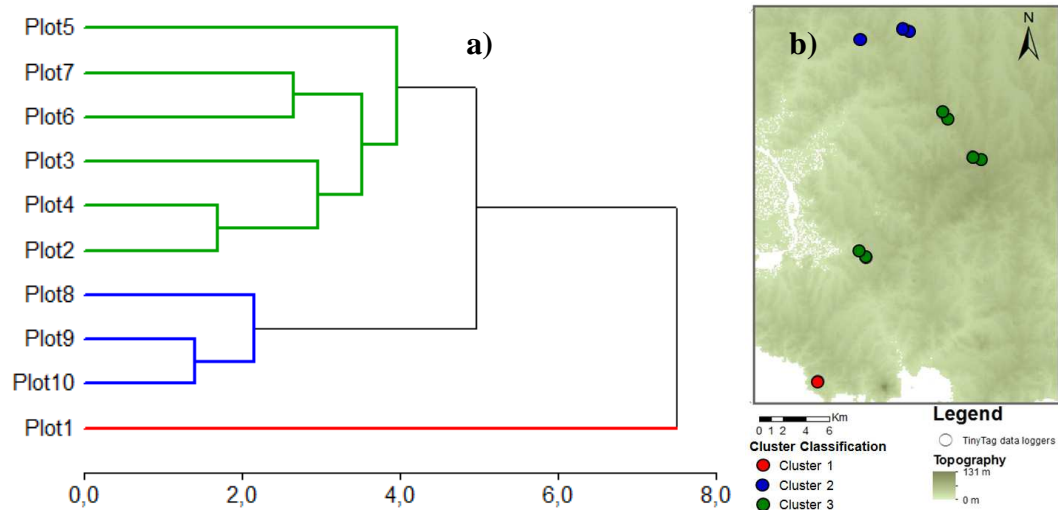 Plot5
a)
Plot7
Plot6
Plot3
Plot4
Plot2
Plot8
Plot9
Plot10
Plot1
0,0 2,0 4,0 6,0 8,0
b)
N
0 1 2 4 6 Km
Cluster Classification
Cluster 1
Cluster 2
Cluster 3
Legend
TinyTag data loggers
Topography
131 m
0 m